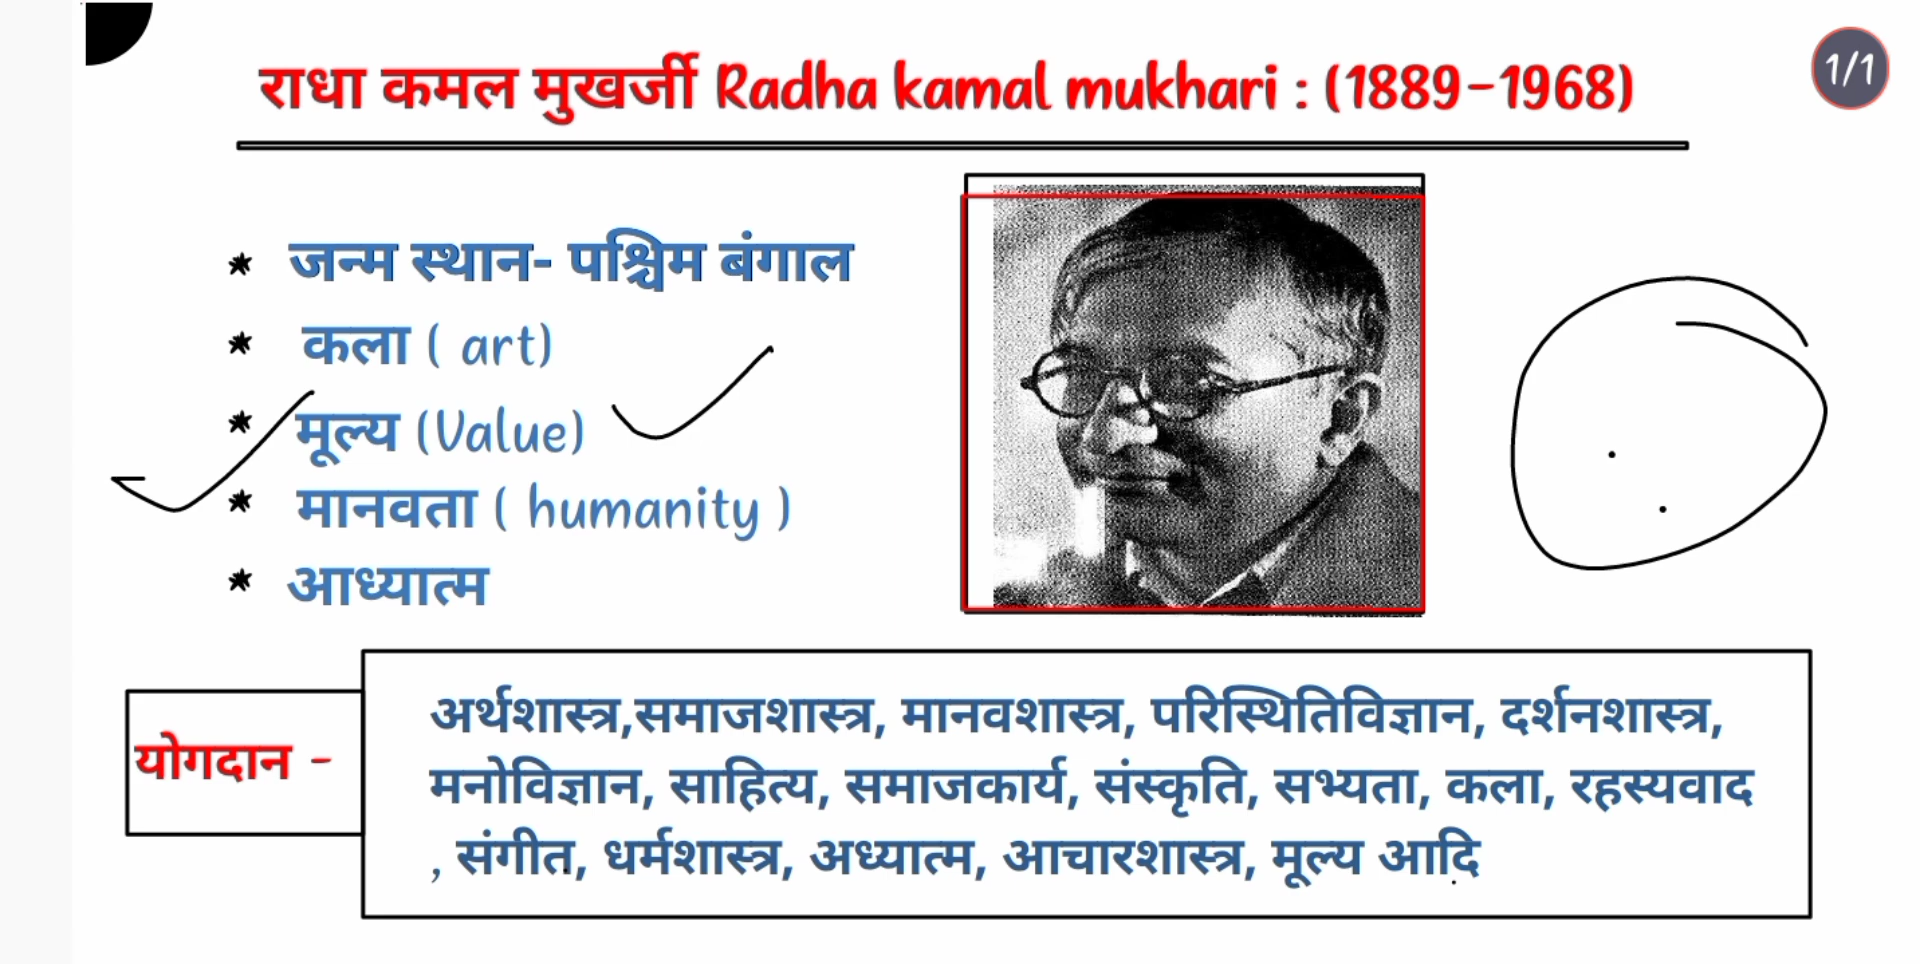 राधा कमल मुखर्जी Radha kamal mukhari : (1889-1968)
1/1
* जन्म स्थान- पश्चिम बंगाल
* कला ( art)
* मूल्य (Value)
* मानवता ( humanity )
* आध्यात्म
योगदान -
अर्थशास्त्र,समाजशास्त्र, मानवशास्त्र, परिस्थितिविज्ञान, दर्शनशास्त्र,
मनोविज्ञान, साहित्य, समाजकार्य, संस्कृति, सभ्यता, कला, रहस्यवाद
, संगीत, धर्मशास्त्र, अध्यात्म, आचारशास्त्र, मूल्य आदि